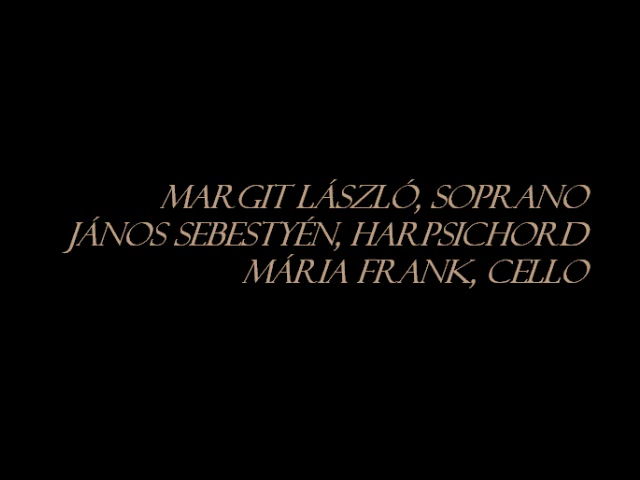 MARGIT LÁSZLÓ, SOPRANO
JÁNOS SEBESTYÉN, HARPSICHORD
MÁRIA FRANK, CELLO